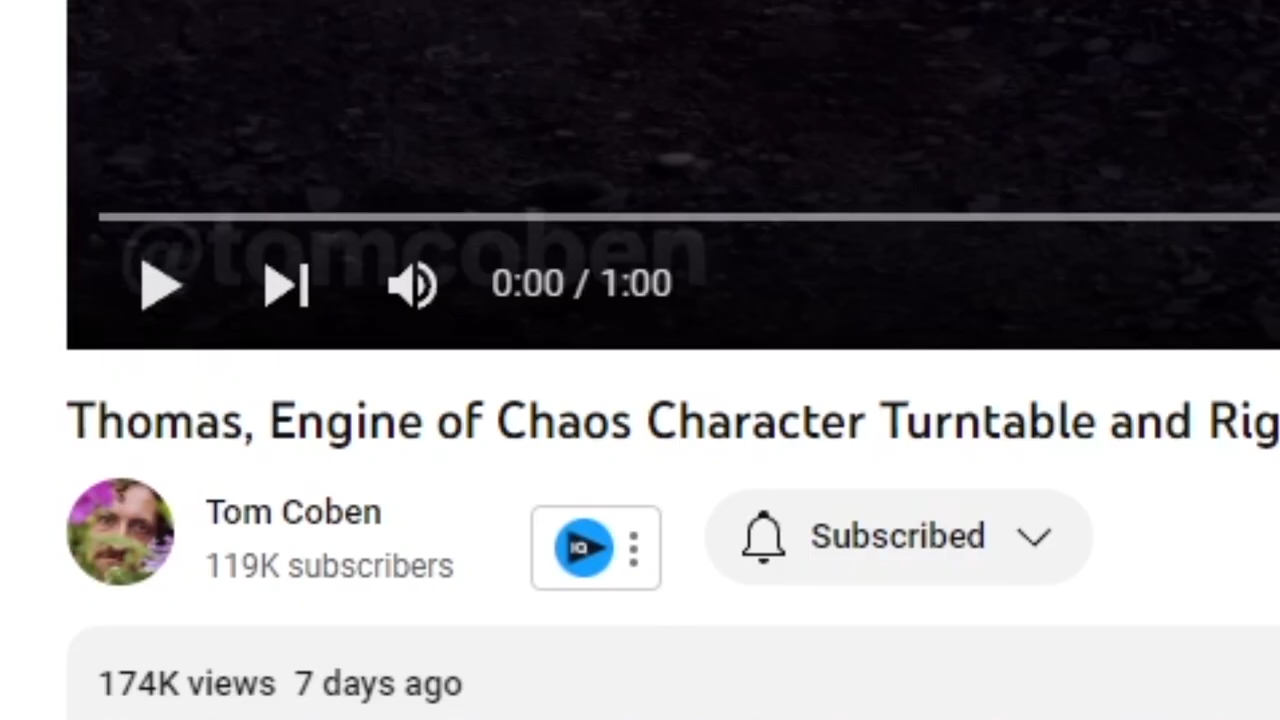 @tomcoben
0:00 / 1:00
Thomas, Engine of Chaos Character Turntable and Rig
Tom Coben
119K subscribers
IQ
Subscribed
174K views 7 days ago